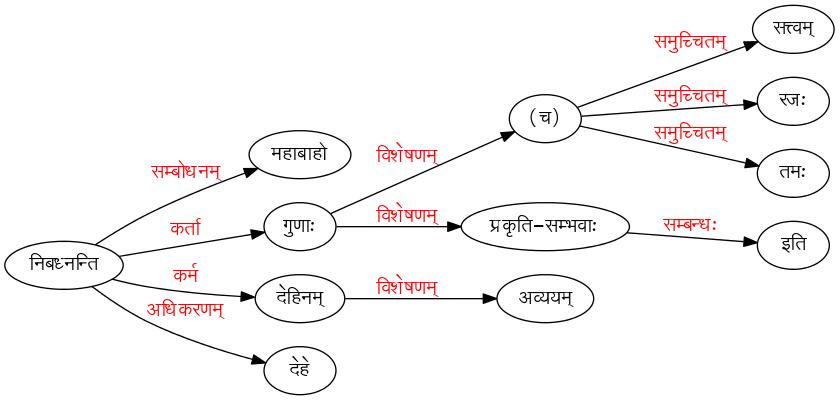 सत्त्वम्
समुच्चितम्
रजः
समुच्चितम्
(च)
समुच्चितम्
महाबाहो
विशेषणम्
तमः
सम्बोधनम्
कर्ता
गुणाः
विशेषणम्
प्रकृति-सम्भवाः
सम्बन्धः
इति
निबध्नन्ति
कर्म
देहिनम्
विशेषणम्
अव्ययम्
अधिकरणम्
देहे